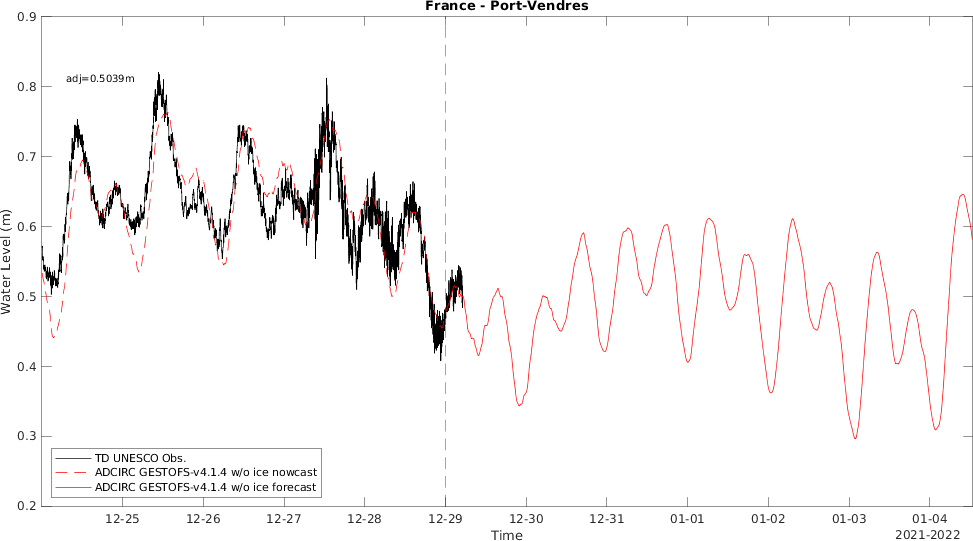 France - Port-Vendres
adj=0.5039m
0.9
0.8
0.7
0.6
0.5
0.4
0.3
0.2
Water Level (m)
TD UNESCO Obs.
ADCIRC GESTOFS-v4.1.4 w/o ice nowcast
ADCIRC GESTOFS-v4.1.4 w/o ice forecast
12-25 12-26 12-27 12-28 12-29 12-30 12-31 01-01 01-02 01-03 01-04
Time
2021-2022